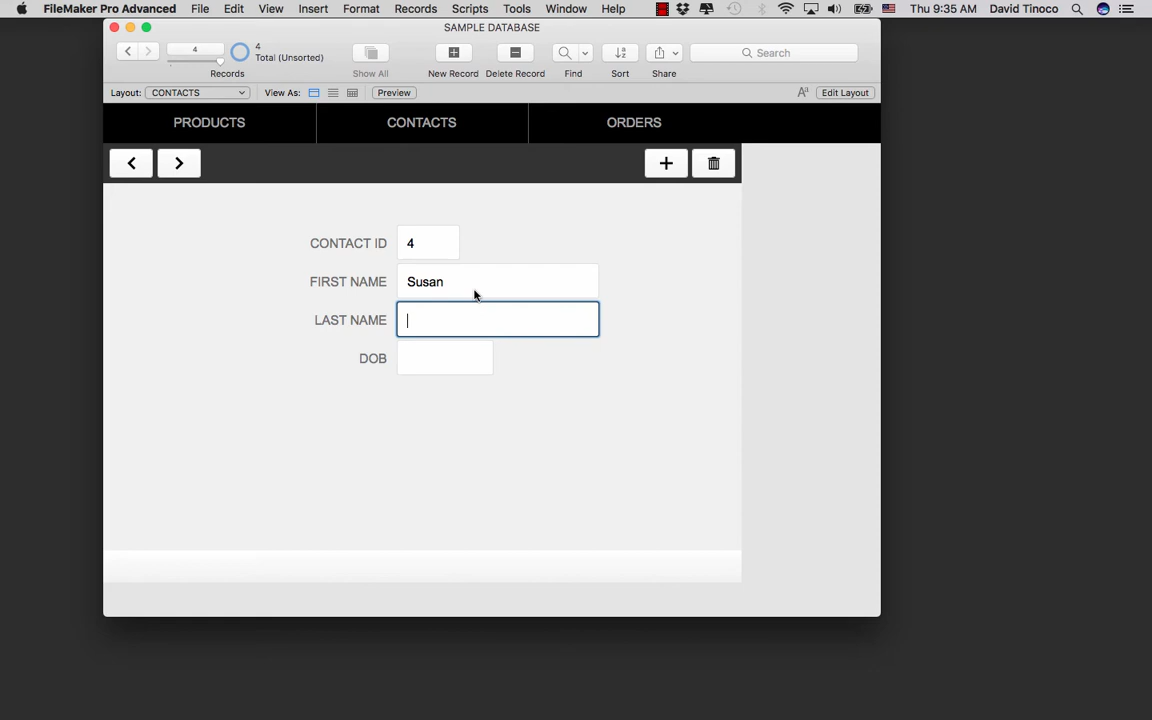 FileMaker Pro Advanced File Edit View Insert Format Records Scripts Tools Window Help Thu 9:35 AM David Tinoco
SAMPLE DATABASE
4 4 Total (Unsorted) Search
Records Show All New Record Delete Record Find Sort Share
Layout: CONTACTS View As: Preview Aa Edit Layout
PRODUCTS CONTACTS ORDERS
CONTACT ID 4
FIRST NAME Susan
LAST NAME
DOB